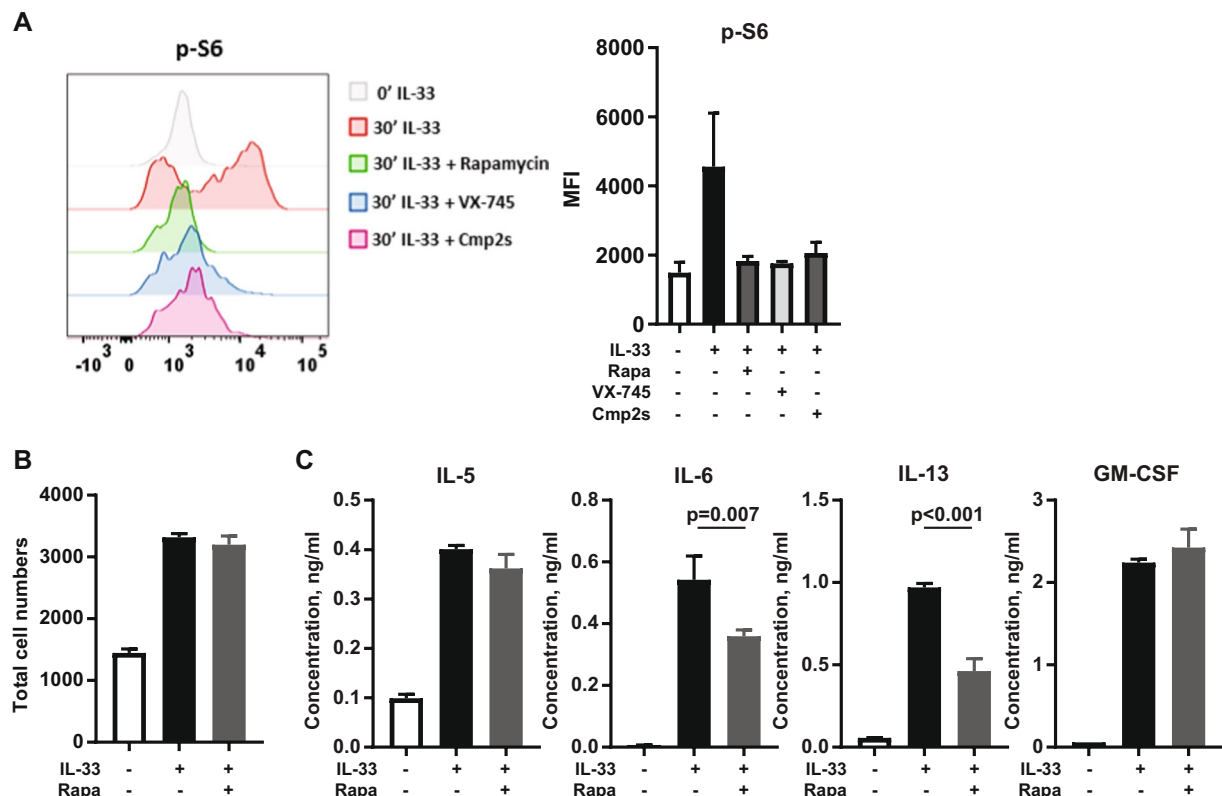 A
p-S6
0' IL-33
30' IL-33
30' IL-33 + Rapamycin
30' IL-33 + VX-745
30' IL-33 + Cmp2s
-10 3 0 10 3 10 4 10 5
p-S6
MFI
8000
6000
4000
2000
0
IL-33 - + + + +
Rapa - - + - -
VX-745 - - - + -
Cmp2s - - - - +
B
Total cell numbers
4000
3000
2000
1000
0
IL-33 - + +
Rapa - - +
C
IL-5
Concentration, ng/ml
0.5
0.4
0.3
0.2
0.1
0.0
IL-33 - + +
Rapa - - +
IL-6
p=0.007
Concentration, ng/ml
0.8
0.6
0.4
0.2
0.0
IL-33 - + +
Rapa - - +
IL-13
p<0.001
Concentration, ng/ml
1.5
1.0
0.5
0.0
IL-33 - + +
Rapa - - +
GM-CSF
Concentration, ng/ml
3
2
1
0
IL-33 - + +
Rapa - - +